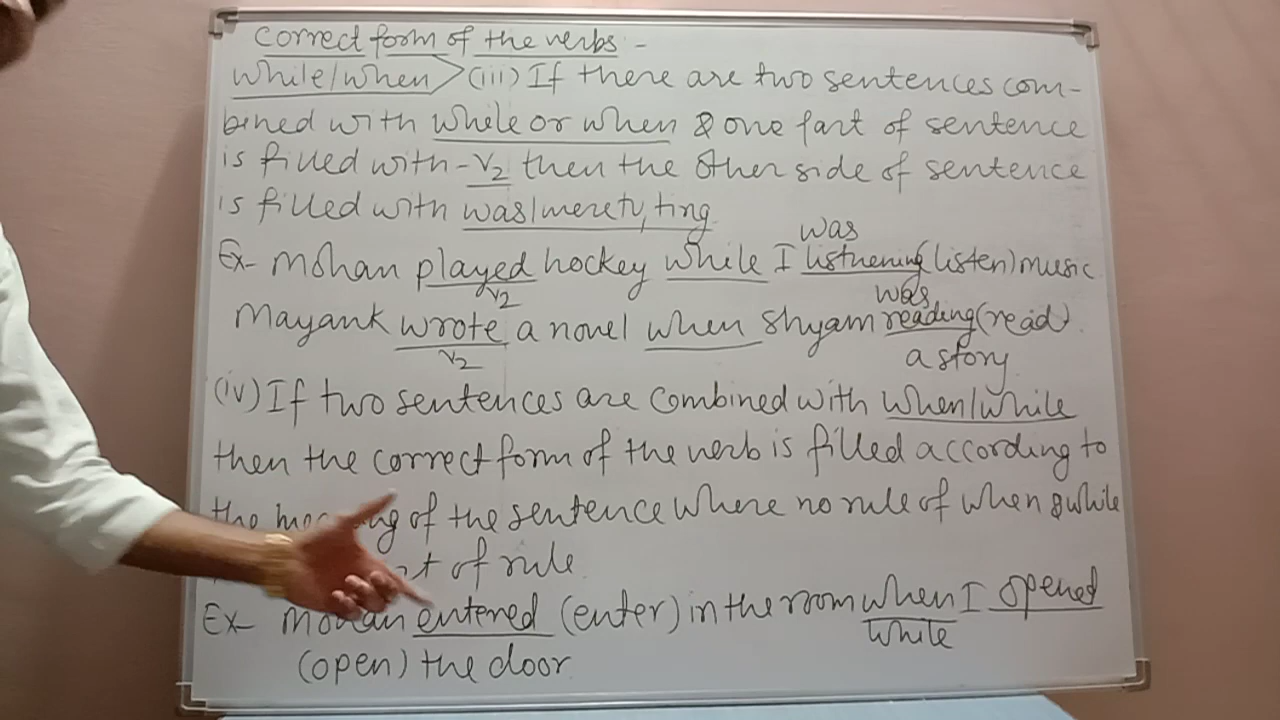 correct form of the verbs -
while/when > (iii) If there are two sentences com-
bined with while or when & one part of sentence
is filled with - V2 then the other side of sentence
is filled with was/were+V1+ing
was
Ex- Mohan played hockey while I listnening (listen) music
V2
was
Mayank wrote a novel when Shyam reading (read)
V2
a story
(iv) If two sentences are combined with when/while
then the correct form of the verb is filled according to
the of the sentence where no rule of when & while
of rule
Ex- Mohan entered (enter) in the room when I opened
while
(open) the door